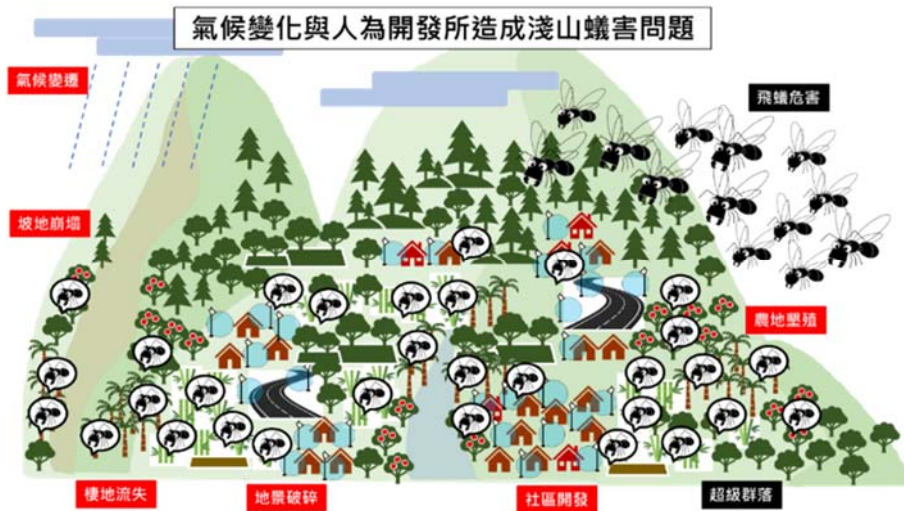 氣候變化與人為開發所造成淺山蟻害問題
氣候變遷
飛蟻危害
坡地崩塌
農地墾殖
棲地流失
地景破碎
社區開發
超級群落